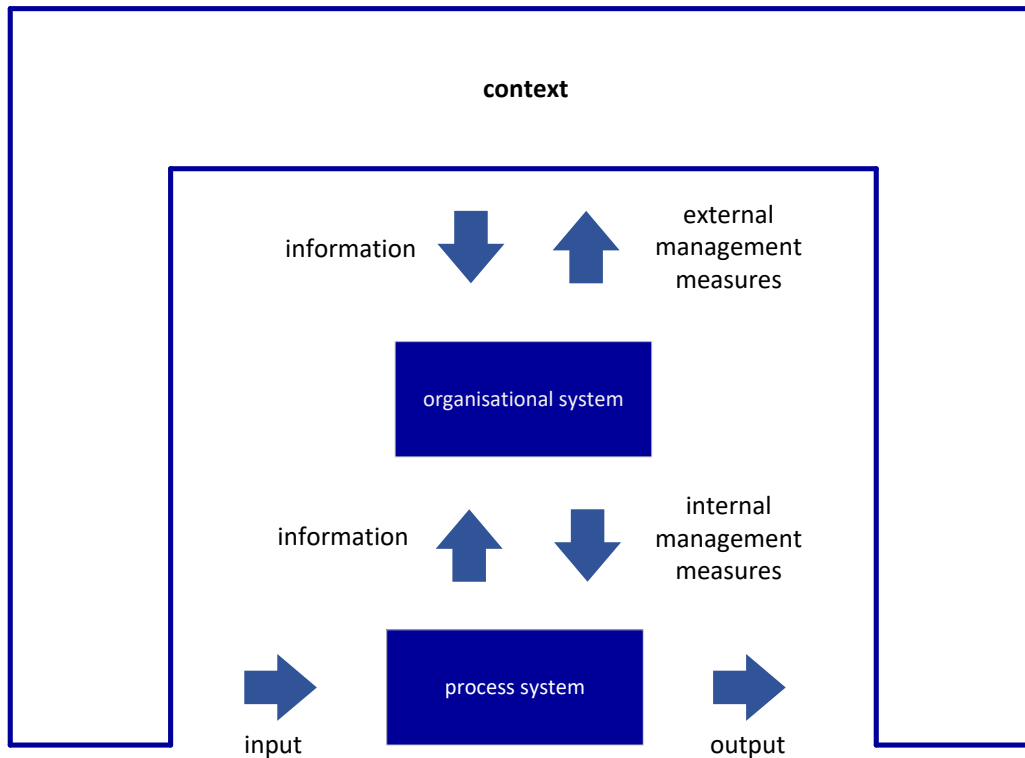 context
information
external
management
measures
organisational system
information
internal
management
measures
process system
input
output